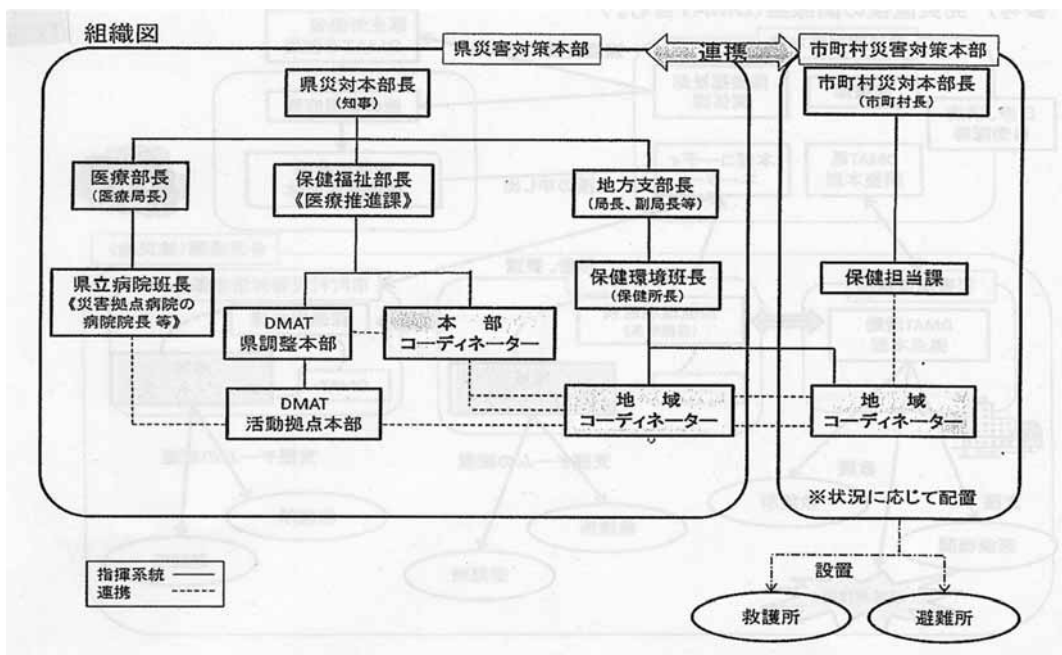 組織図
県災害対策本部
連携
市町村災害対策本部
県災対本部長
(知事)
市町村災対本部長
(市町村長)
医療部長
(医療局長)
保健福祉部長
《医療推進課》
地方支部長
(局長、副局長等)
県立病院班長
《災害拠点病院の
病院院長 等》
保健環境班長
(保健所長)
保健担当課
DMAT
県調整本部
本 部
コーディネーター
DMAT
活動拠点本部
地 域
コーディネータ
地 域
コーディネーター
※状況に応じて配置
指揮系統
連携
設置
救護所
避難所